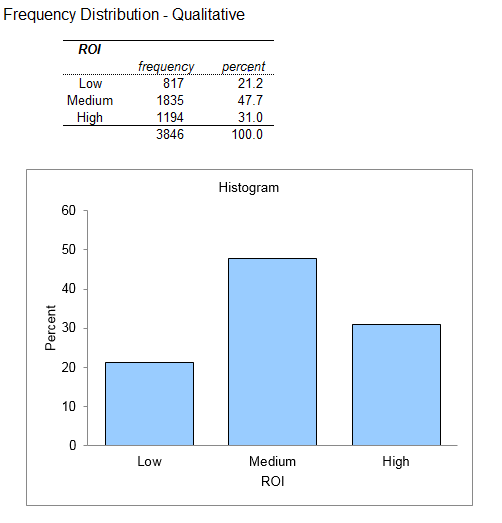 Frequency Distribution - Qualitative
ROI
frequency percent
Low 817 21.2
Medium 1835 47.7
High 1194 31.0
3846 100.0
Histogram
60
50
40
30
20
10
0
Percent
Low Medium High
ROI